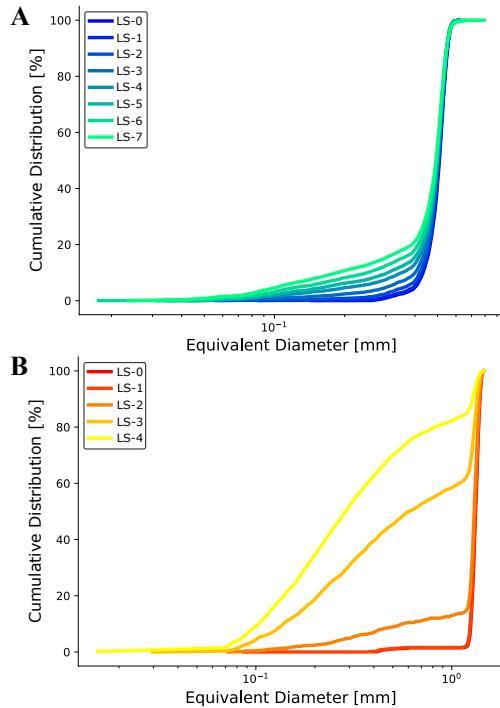 A
LS-0
LS-1
LS-2
LS-3
LS-4
LS-5
LS-6
LS-7
Cumulative Distribution [%]
100
80
60
40
20
0
10⁻¹
Equivalent Diameter [mm]
B
LS-0
LS-1
LS-2
LS-3
LS-4
Cumulative Distribution [%]
100
80
60
40
20
0
10⁻¹
10⁰
Equivalent Diameter [mm]